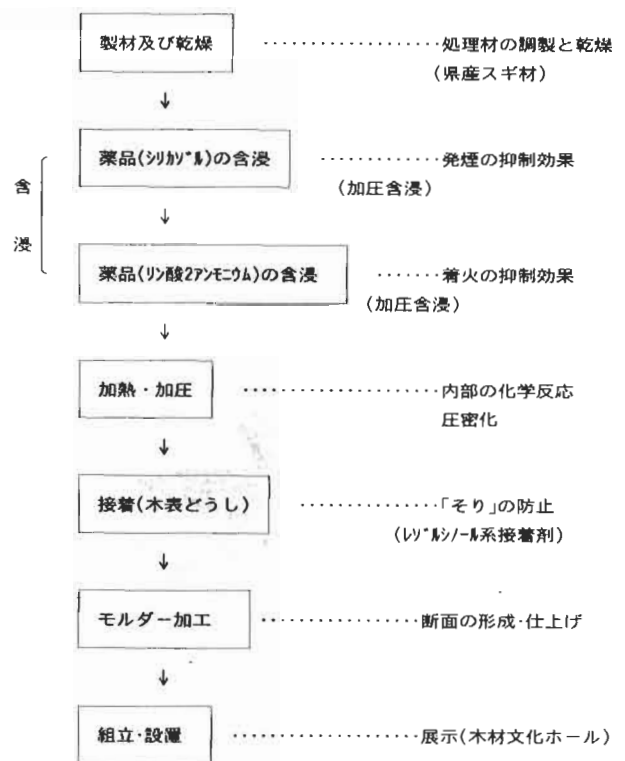 製材及び乾燥 ····················処理材の調製と乾燥
(県産スギ材)
↓
薬品(ｼﾘｶｿﾞﾙ)の含浸 ·············発煙の抑制効果
(加圧含浸)
含
浸
↓
薬品(ﾘﾝ酸2ｱﾝﾓﾆｳﾑ)の含浸 ········着火の抑制効果
(加圧含浸)
↓
加熱・加圧 ·····················内部の化学反応
圧密化
↓
接着(木表どうし) ···············「そり」の防止
(ﾚｿﾞﾙｼﾉｰﾙ系接着剤)
↓
モルダー加工 ·················断面の形成･仕上げ
↓
組立･設置 ····················展示(木材文化ホール)